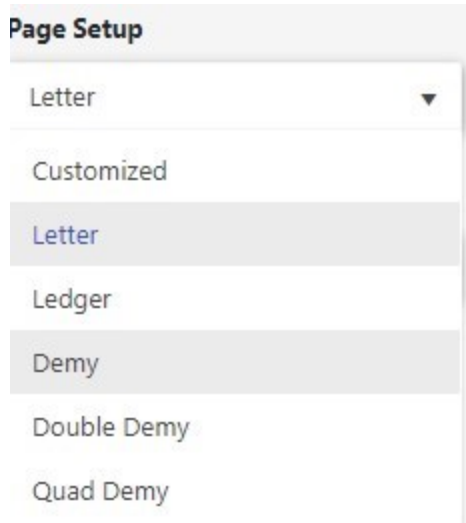 Page Setup
Letter
Customized
Letter
Ledger
Demy
Double Demy
Quad Demy